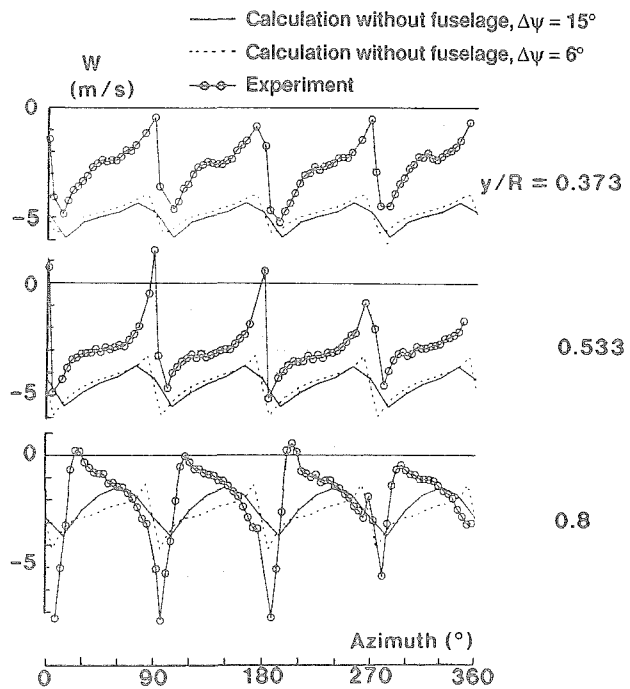 Calculation without fuselage, Δψ = 15°
Calculation without fuselage, Δψ = 6°
Experiment
W
(m/s)
0
-5
y/R = 0.373
0
-5
0.533
0
-5
0.8
Azimuth (°)
0 90 180 270 360